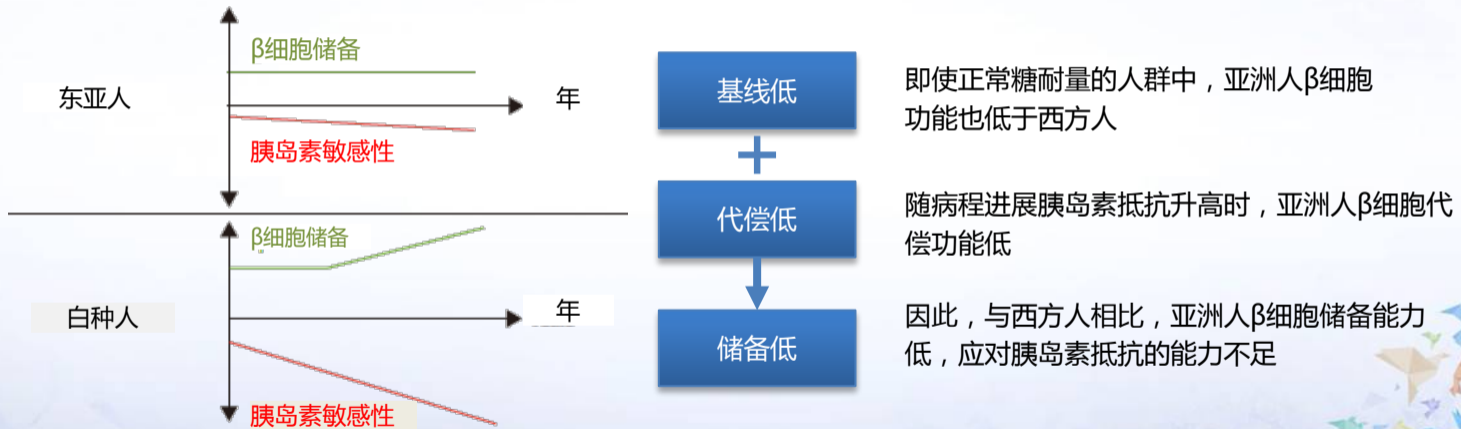 β细胞储备
东亚人
年
胰岛素敏感性
β细胞储备
白种人
年
胰岛素敏感性
基线低
即使正常糖耐量的人群中，亚洲人β细胞
功能也低于西方人
+
代偿低
随病程进展胰岛素抵抗升高时，亚洲人β细胞代
偿功能低
储备低
因此，与西方人相比，亚洲人β细胞储备能力
低，应对胰岛素抵抗的能力不足